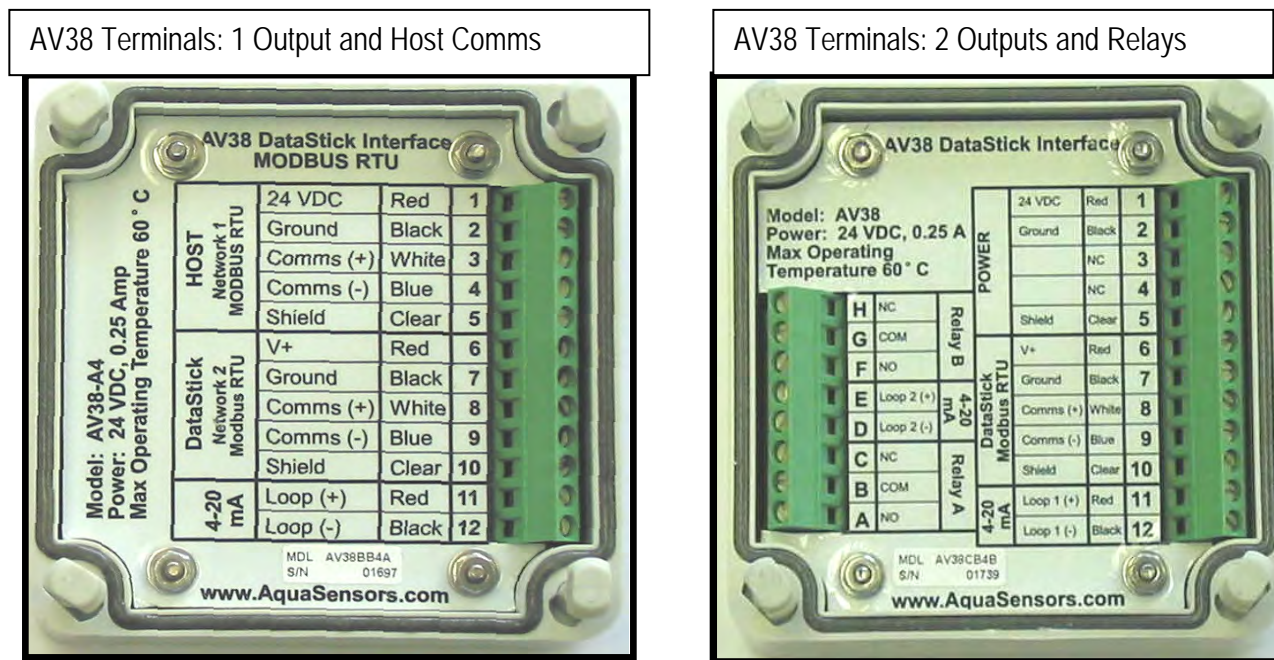 AV38 Terminals: 1 Output and Host Comms
AV38 DataStick Interface
MODBUS RTU
Model: AV38-A4
Power: 24 VDC, 0.25 Amp
Max Operating Temperature 60° C
HOST
Network 1
MODBUS RTU
24 VDC Red 1
Ground Black 2
Comms (+) White 3
Comms (-) Blue 4
Shield Clear 5
DataStick
Network 2
Modbus RTU
V+ Red 6
Ground Black 7
Comms (+) White 8
Comms (-) Blue 9
Shield Clear 10
4-20
mA
Loop (+) Red 11
Loop (-) Black 12
MDL AV38BB4A
S/N 01697
www.AquaSensors.com
AV38 Terminals: 2 Outputs and Relays
AV38 DataStick Interface
Model: AV38
Power: 24 VDC, 0.25 A
Max Operating
Temperature 60° C
H NC
G COM
F NO
Relay B
E Loop 2 (+)
D Loop 2 (-)
4-20
mA
C NC
B COM
A NO
Relay A
POWER
24 VDC Red 1
Ground Black 2
NC 3
NC 4
Shield Clear 5
DataStick
Modbus RTU
V+ Red 6
Ground Black 7
Comms (+) White 8
Comms (-) Blue 9
Shield Clear 10
4-20
mA
Loop 1 (+) Red 11
Loop 1 (-) Black 12
MDL AV38CB4B
S/N 01739
www.AquaSensors.com